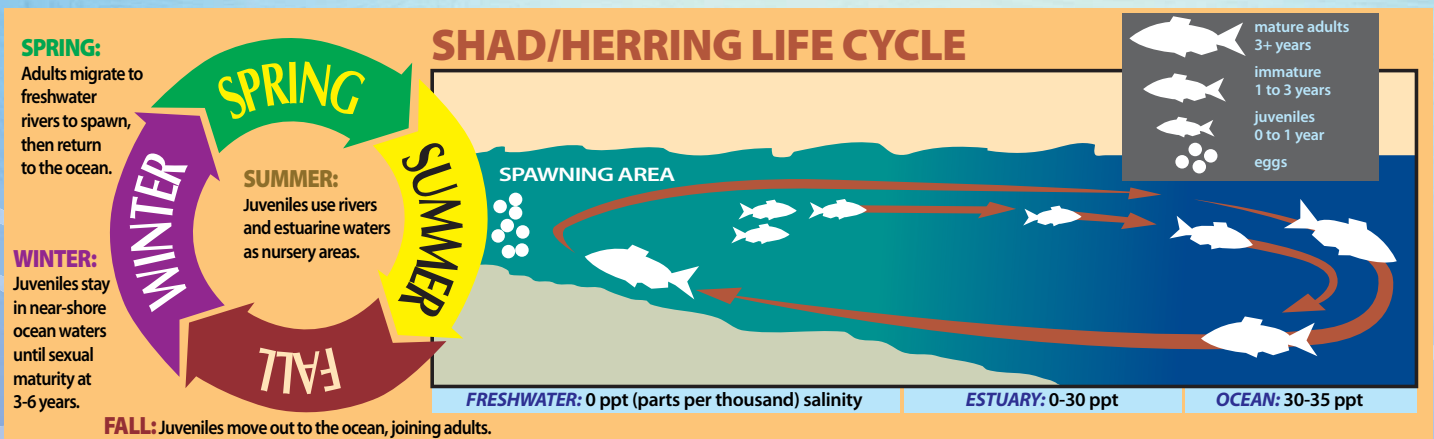 SHAD/HERRING LIFE CYCLE
SPRING:
Adults migrate to
freshwater
rivers to spawn,
then return
to the ocean.
WINTER:
Juveniles stay
in near-shore
ocean waters
until sexual
maturity at
3-6 years.
SPRING
SUMMER
FALL
WINTER
SUMMER:
Juveniles use rivers
and estuarine waters
as nursery areas.
FALL: Juveniles move out to the ocean, joining adults.
SPAWNING AREA
mature adults
3+ years
immature
1 to 3 years
juveniles
0 to 1 year
eggs
FRESHWATER: 0 ppt (parts per thousand) salinity
ESTUARY: 0-30 ppt
OCEAN: 30-35 ppt